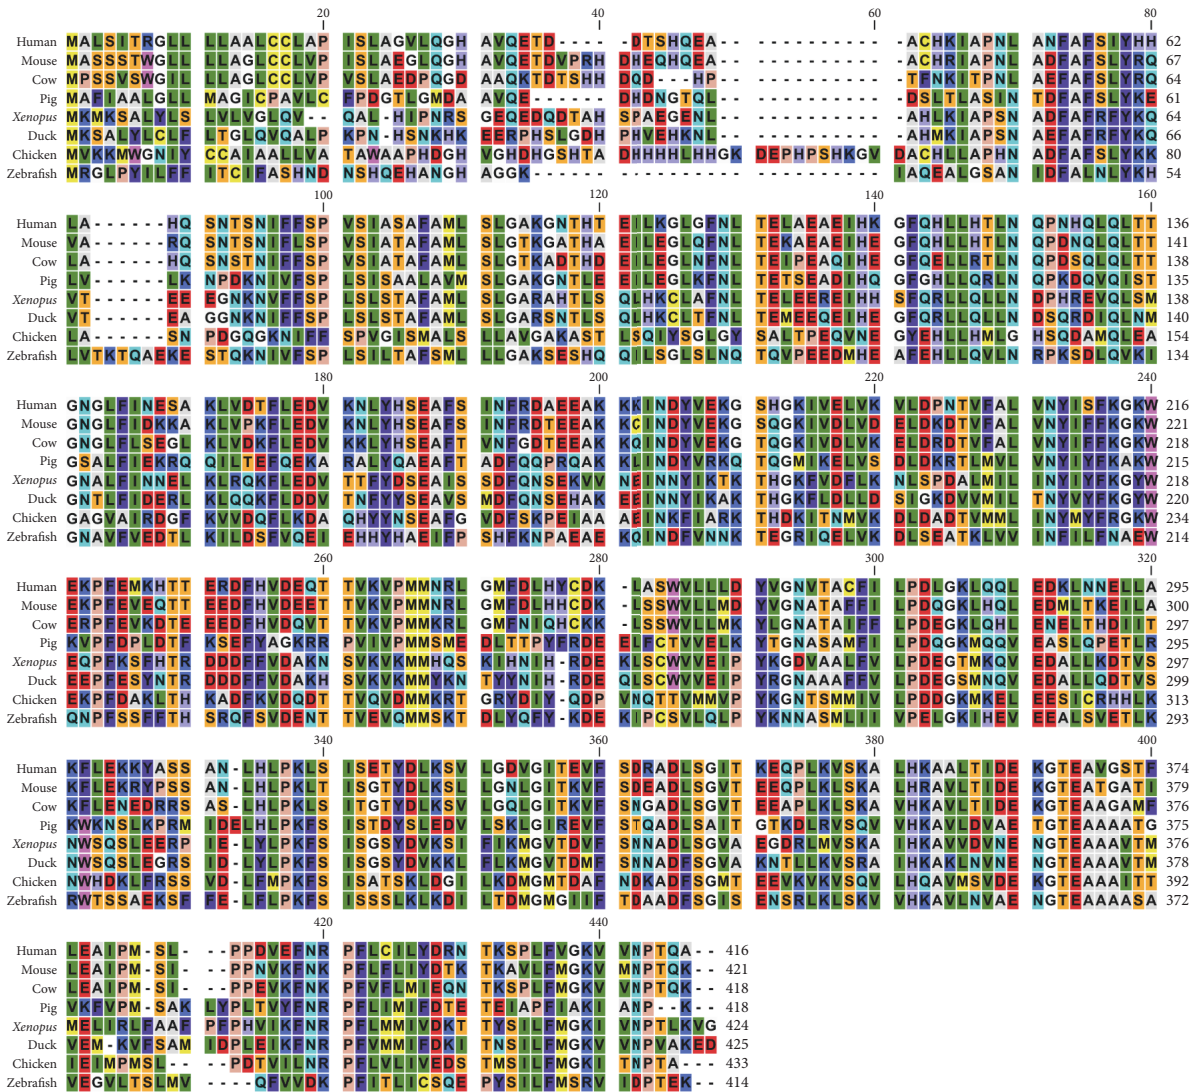 20 40 60 80
Human MALSITRGLL LLAALCCLAP ISLAGVLQGH AVQETD---- -DTSHQEA-- ---------- -ACHKIAPNL ANFAFSIYHH 62
Mouse MASSSTWGLL LLAGLCCLVP ISLAEGLQGH AVQETDVPRH DHEQHQEA-- ---------- -ACHRIAPNL ADFAFSLYRQ 67
Cow MPSSVSWGIL LLAGLCCLVP VSLAEDPQGD AAQKTDTSHH DQD---HP-- ---------- -TFNKITPNL AEFAFSLYRQ 64
Pig MAFIAALGLL MAGICPAVLC FPDGTLGMDA AVQE------ DHDNGTQL-- ---------- -DSLTLASIN TDFAFSLYKE 61
Xenopus MKMKSALYLS LVLVGLQV-- QAL-HIPNRS GEQEDQDTAH SPAEGENL-- ---------- -AHLKIAPNS ADFAFRFYKQ 64
Duck MKSALYLCLF LTGLQVQALP KPN-HSNKHK EERPHSLGDH PHVEHKNL-- ---------- -AHMKIAPNS AEFAFRFYKQ 66
Chicken MVKKMWGNIY CCAIAALLVA TAWAAPHDGH VGHDHGSHTA DHHHHLHHGK DEPHPSHKGV DACHLLAPHN ADFAFSLYKK 80
Zebrafish MRGLPYILFF ITCIFASHND NSHQEHANGH AGGK------ ---------- ---------- IAQEALGSAN IDFALNLYKH 54
100 120 140 160
Human LA------HQ SNTSNIFFSP VSIASAFAML SLGAKGNTHT EILKGLGFNL TELAEAEIHK GFQHLLHTLN QPNHQLQLTT 136
Mouse VA------RQ SNTSNIFLSP VSIATAFAML SLGTKGATHA EILEGLQFNL TEKAEAEIHE GFQHLLHTLN QPDNQLQLTT 141
Cow LA------HQ SNSTNIFFSP VSIATAFAML SLGTKADTHD EILEGLNFNL TEIPEAQIHE GFQELLRTLN QPDSQLQLTT 138
Pig LV------LK NPDKNIVFSP LSISAALAVM SLGAKGNTLE EILEGLKFNL TETSEADIHQ GFGHLLQRLN QPKDQVQIST 135
Xenopus VT------EE EGNKNVFFSP LSLSTAFAML SLGARAHTLS QLHKCLAFNL TELEEREIHH SFQRLLQLLN DPHREVQLSM 138
Duck VT------EA GGNKNIFFSP LSLSTAFAML SLGARSNTLS QLHKCLTFNL TEMEEQEIHE GFHRLLQLLN DSQRDIQLNM 140
Chicken LA------SN PDGQGKNIFF SPVGISMALS LLAVGAKAST LSQIYSGLGY SALTPEQVNE GYEHLLHMLG HSQDAMQLEA 154
Zebrafish LVTKTQAEKE STQKNIVFSP LSILTAFSML LLGAKSESHQ QILSGLSLNQ TQVPEEDMHE AFEHLLQVLN RPKSDLQVKI 134
180 200 220 240
Human GNGLFINESA KLVDTFLEDV KNLYHSEAFS INFRDAEEAK KKINDYVEKG SHGKIVELVK VLDPNTVFAL VNYISFKGKW 216
Mouse GNGLFIDKKA KLVPKFLEDV KNLYHSEAFS INFRDTEEAK KCINDYVEKG SQGKIVDLVD ELDRDTVFAL VNYIFFKGKW 221
Cow GNGLFLSEGL KLVDKFLEDV KKLYHSEAFT VNFGDTEEAK KQINDYVEKG TQGKIVDLVK ELDRDTVFAL VNYIFFKGKW 218
Pig GSALFIEKRQ QILTEFQEKA RALYQAEAFT ADFQQPRQAK KLINDYVRKQ TQGMIKELVS DLDKRTLMVL VNYIYFKAKW 215
Xenopus GNALFINNEL KLRQKFLEDV TTFYDSEAIS SDFQNSEKVV NEINNYIKTK THGKFVDFLK NLSPDALMIL VNYIYFKGYW 218
Duck GNTLFIDERL KLQQKFLDDV TNFYYSEAVS MDFQNSEHAK EEINNYIKAK THGKFLDLLD SIGKDVVMIL TNYVYFKGYW 220
Chicken GAGVAIRDGF KVVDQFLKDA QHYYNSEAFG VDFSKPEIAA AEINKFIARK THDKITNMVK DLDADTVMML INYMYFRGKW 234
Zebrafish GNAVFVEDTL KILDSFVQEI EHHYHAEIFP SHFKNPAEAE KQINDFVNNK TEGRIQELVK DLSEATKLVV INFILFNAEW 214
260 280 300 320
Human EKPFEMKHTT ERDFHVDEQT TVKVPMMNRL GMFDLHYCDK -LASWVLLLD YVGNVTACFI LPDLGKLQQL EDKLNNELLA 295
Mouse EKPFEVEQTT EEDFHVDEET TVKVPMMNRL GMFDLHHCDK -LSSWVLLMD YVGNATAFFI LPDQGKLQHL EDMLTKEILA 300
Cow ERPFEVKDTE EEDFHVDQVT TVKVPMMNRL GMFNIQHCKK -LSSWVLLMK YLGNATAIFF LPDQGKLQHL ENELTHDIIT 297
Pig KVPFDPLDTF KSEFYAGKRR PVIVPMMSME DLTTPYFRDE ELFCTVVELK YTGNASAMFI LPDQGKMQQV EASLQPETLR 295
Xenopus EQPFKSFHTR DDDFFVDAKN SVKVKMMHQS KIHNIH-RDE KLSCWVVEIP YKGDVAALFV LPDEGTMKQV EDALLKDTVS 297
Duck EEPFESYNTR DDDFFVDAKH SVKVKMMYKN TYYNIH-RDE QLSCWVVEIP YRGNAAAFFV LPDEGSMNQV EDALLQDTVS 299
Chicken EKPFDAKLTH KADFKVDQDT TVQVDMMKRT GRYDIY-QDP VNQTTVMMVP YKGNTSMMIV LPDDGKMKEL EESICRHHLK 313
Zebrafish QNPFSSFFTH SRQFSVDENT TVEVQMMSKT DLYQFY-KDE KIPCSVLQLP YKNNASMLII VPELGKIHEV EEALSVETLK 293
340 360 380 400
Human KFLEKKYASS AN-LHLPKLS ISETYDLKSV LGDVGITEVF SDRADLSGIT KEQPLKVSKA LHKAALTIDE KGTEAVGSTF 374
Mouse KFLEKRYPSS AN-LHLPKLS ISGTYDLKSV LGNLGITKVF SDEADLSGVT EEQPLKLSKA LHRAVLTIDE KGTEATGATI 379
Cow KFLENEDRRS AS-LHLPKLT ITGTYDLKSV LGQLGITKVF SNGADLSGVT EEAPLKLSKA VHKAVLTIDE KGTEAAGAMF 376
Pig KWKNSLKPRM IDELHLPKFS ISTDYSLEDV LSKLGIREVF STQADLSAIT GTKDLRVSQV VHKAVLDVAE TGTEAAAATG 375
Xenopus NWSQSLEERP IE-LYLPKFS ISGSYDVKSI FIKMGVTDVF SNNADLSGVA EGDRLMVSKA IHKAVLNVHE NGTEAAAVTM 376
Duck NWSQSLEGRS ID-LYLPKFS ISGSYDVKKL FLKMGVTDMF SNNADFSGVA KNTLLKVSRA IHKAKLNVNE NGTEAAAVTM 378
Chicken NWHDKLFRSS VD-LFMPKFS ISATSKLDGI LKDMGMTDAF NDKADFSGMT EEVKVKVSQV LHQAVMSVDE KGTEAAAITT 392
Zebrafish RWTSSAEKSF FE-LFLPKFS ISSSLKLKDI LTDMGMGIIF TDAADFSGIS ENSRLKLSKV VHKAVLNVAE NGTEAAAASA 372
420 440
Human LEAIPM-SL- --PPDVEFNR PFLCILYDRN TKSPLFVGKV VNPTQA-- 416
Mouse LEAIPM-SI- --PPNVKFNK PFLFLIYDTK TKAVLFMGKV MNPTQK-- 421
Cow LEAIPM-SI- --PPEVKFNK PFVFLMIEQN TKSPLFMGKV VNPTQK-- 418
Pig VKFVPM-SAK LYPLTVYFNR PFLIMIFDTE TEIAPFIAKI ANP--K-- 418
Xenopus MELIRLFAAF PFPHVIKFNR PFLMMIVDKT TYSILFMGKI VNPTLKVG 424
Duck VEM-KVFSAM IDPLEIKFNR PFVMMIFDKI TNSILFMGKV VNPVAKED 425
Chicken IEIMPMSL-- --PDTVILNR PFLVLIVEDS TMSILFMGKI TNPTA--- 433
Zebrafish VEGVLTSLMV ----QFVVDK PFITLICSQE PYSILFMSRV IDPTEK-- 414